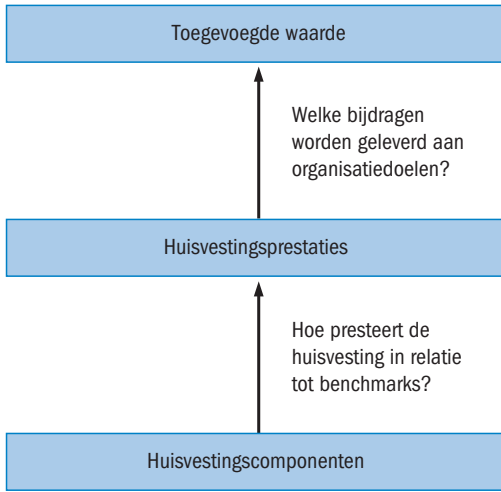 Toegevoegde waarde
Welke bijdragen
worden geleverd aan
organisatiedoelen?
Huisvestingsprestaties
Hoe presteert de
huisvesting in relatie
tot benchmarks?
Huisvestingscomponenten